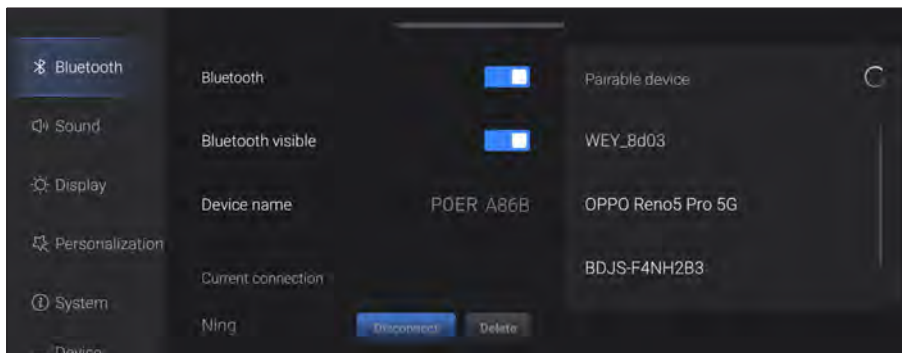 Bluetooth
Sound
Display
Personalization
System
Device
Bluetooth
Bluetooth visible
Device name POER A86B
Current connection
Ning Disconnect Delete
Pairable device
WEY_8d03
OPPO Reno5 Pro 5G
BDJS-F4NH2B3